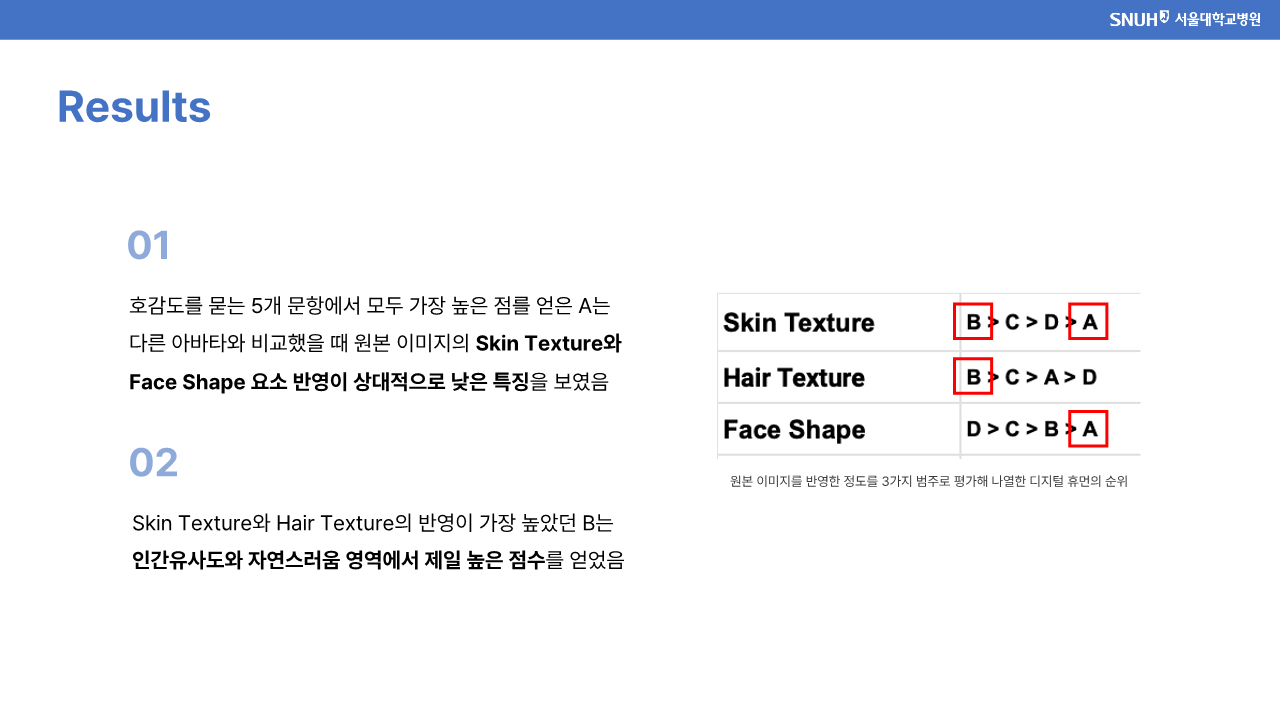 SNUH 서울대학교병원
Results
01
호감도를 묻는 5개 문항에서 모두 가장 높은 점를 얻은 A는
다른 아바타와 비교했을 때 원본 이미지의 Skin Texture와
Face Shape 요소 반영이 상대적으로 낮은 특징을 보였음
02
Skin Texture와 Hair Texture의 반영이 가장 높았던 B는
인간유사도와 자연스러움 영역에서 제일 높은 점수를 얻었음
Skin Texture B > C > D > A
Hair Texture B > C > A > D
Face Shape D > C > B > A
원본 이미지를 반영한 정도를 3가지 범주로 평가해 나열한 디지털 휴먼의 순위